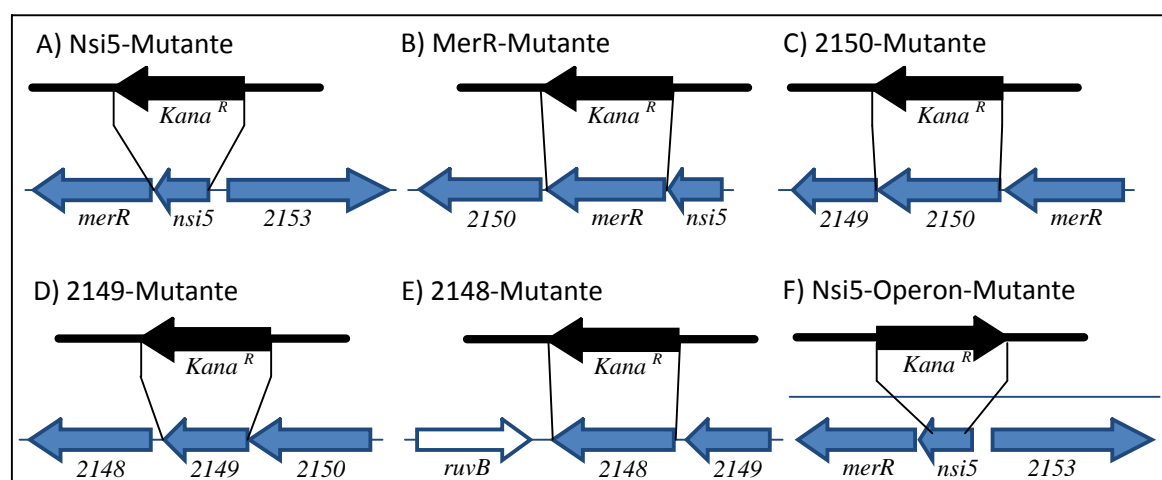 A) Nsi5-Mutante
B) MerR-Mutante
C) 2150-Mutante
Kana R
Kana R
Kana R
merR nsi5 2153
2150 merR nsi5
2149 2150 merR
D) 2149-Mutante
E) 2148-Mutante
F) Nsi5-Operon-Mutante
Kana R
Kana R
Kana R
2148 2149 2150
ruvB 2148 2149
merR nsi5 2153